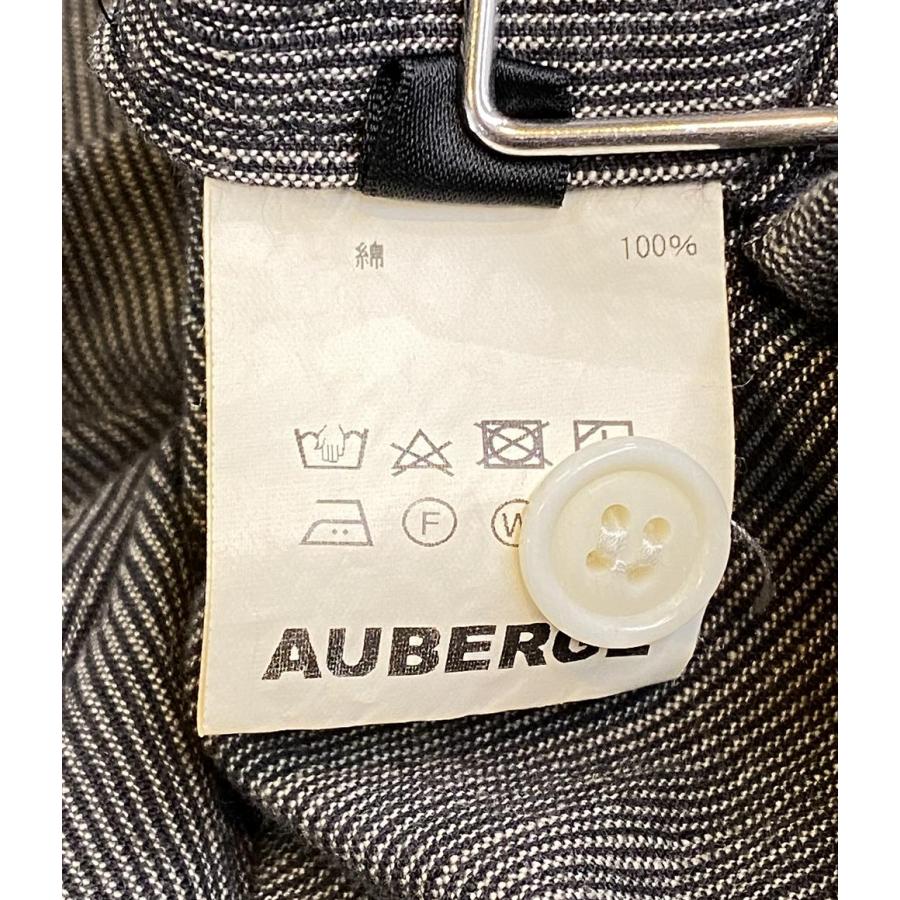 綿 100%
F W
AUBERGE